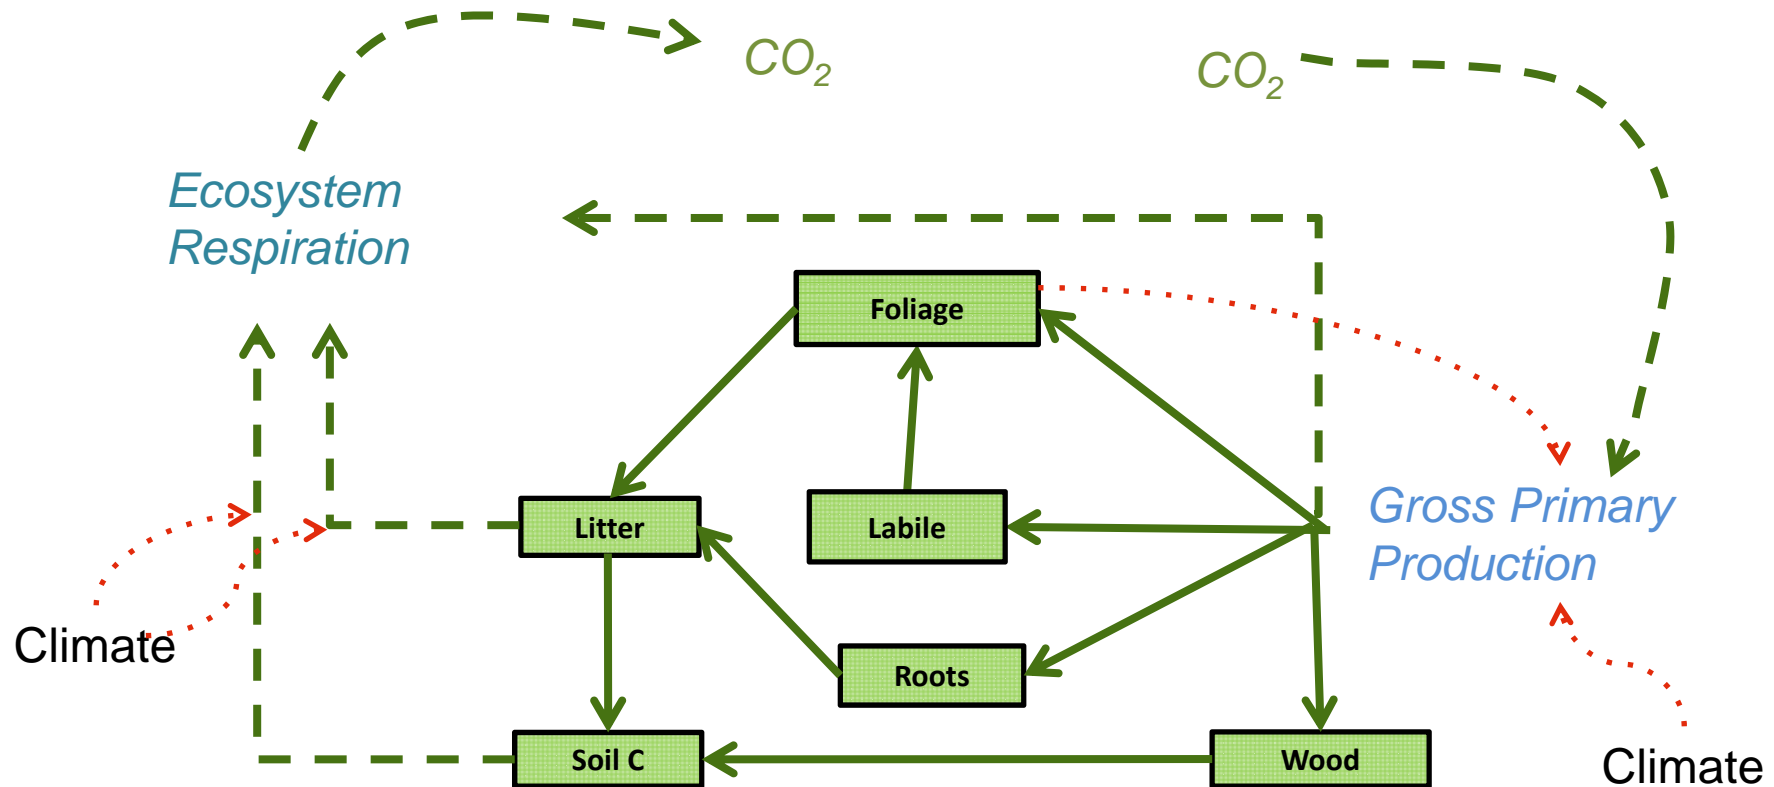 CO₂
CO₂
Ecosystem
Respiration
Foliage
Litter
Labile
Gross Primary
Production
Climate
Roots
Soil C
Wood
Climate